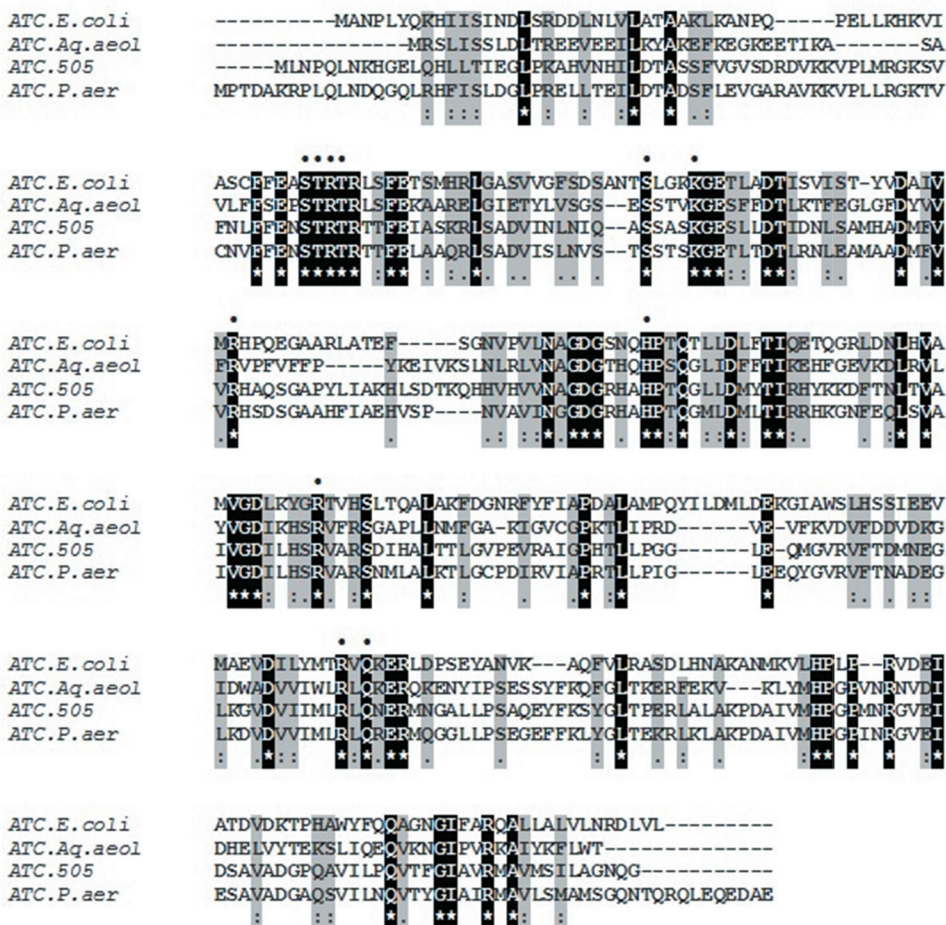 ATC.E.coli ----------MANPLYQKHIISINDLSRDDLNLVLATAAKLKANPQ-----PELLKHKVI
ATC.Aq.aeol ----------------MRSLISSLDLTREEVEEILKYAKEFKEGKEETIKA-------SA
ATC.505 -----MLNPQLNKHGELQHLLTIEGLPKAHVNHILDTASSFVGVSDRDVKKVPLMRGKSV
ATC.P.aer MPTDAKRPLQLNDQGQLRHFISLDGLPRELLTEILDTADSFLEVGARAVKKVPLLRGKTV
: ::: * : : * * .:
• • • • • •
ATC.E.coli ASCFFEASTRTRLSFETSMHRLGASVVGFSDSANTSLGKKGETLADTISVIST-YVDAIV
ATC.Aq.aeol VLFFSEPSTRTRLSFEKAARELGIETYLVSGS--ESSTVKGESFFDTLKTFEGLGFDYVV
ATC.505 FNLFFENSTRTRTTFEIASKRLSADVINLNIQ--ASSASKGESLLDTIDNLSAMHADMFV
ATC.P.aer CNVFFENSTRTRTTFELAAQRLSADVISLNVS--TSSTSKGETLTDTLRNLEAMAADMFV
* * ***** :** : :.* .. :. . * ***:: **: :. * *
• •
ATC.E.coli MRHPQEGAARLATEF-----SGNVPVLNAGDGSNQHPTQTLLDLFTIQETQGRLDNLHVA
ATC.Aq.aeol FRVPFVFFP-----YKEIVKSLNLRLVNAGDGTHQHPSQGLIDFFTIKEHFGEVKDLRVL
ATC.505 VRHAQSGAPYLIAKHLSDTKQHHVHVVNAGDGRHAHPTQGLLDMYTIRHYKKDFTNLTVA
ATC.P.aer VRHSDSGAAHFIAEHVSP----NVAVINGGDGRHAHPTQGMLDMLTIRRHKGNFEQLSVA
:* . .: ::*.*** . **:* ::*: **:. . :* *
•
ATC.E.coli MVGDLKYGRTVHSLTQALAKFDGNRFYFIAPDALAMPQYILDMLDEKGIAWSLHSSIEEV
ATC.Aq.aeol YVGDIKHSRVFRSGAPLLNMFGA-KIGVCGPKTLIPRD-----VE-VFKVDVFDDVDKG
ATC.505 IVGDILHSRVARSDIHALTTLGVPEVRAIGPHTLLPGG------LE-QMGVRVFTDMNEG
ATC.P.aer IVGDILHSRVARSNMLALKTLGCPDIRVIAPRTLLPIG------LEEQYGVRVFTNADEG
***: :.* .:* * : . .* :* * :. ::
• •
ATC.E.coli MAEVDILYMTRVQKERLDPSEYANVK---AQFVLRASDLHNAKANMKVLHPLP--RVDEI
ATC.Aq.aeol IDWADVVIWLRLQKERQKENYIPSESSYFKQFGLTKERFEKV--KLYMHPGPVNRNVDI
ATC.505 LKGVDVVIMLRLQNERMNGALLPSAQEYFKSYGLTPERLALAKPDAIVMHPGPMNRGVEI
ATC.P.aer LKDVDVVIMLRLQRERMQGGLLPSEGEFFKLYGLTEKRLKLAKPDAIVMHPGPINRGVEI
: .*:: *:*.** . : :.* : . :** * * *
ATC.E.coli ATDVDKTPHAWYFQQAGNGIFARQALLALVLNRDLVL---------
ATC.Aq.aeol DHELVYTEKSLIQEQVKNGIPVRKAIYKFLWT--------------
ATC.505 DSAVADGPQAVILPQVTFGIAVRMAVMSILAGNQG-----------
ATC.P.aer ESAVADGAQSVILNQVTYGIAIRMAVLSMAMSGQNTQRQLEQEDAE
: :: *. ** * *: :